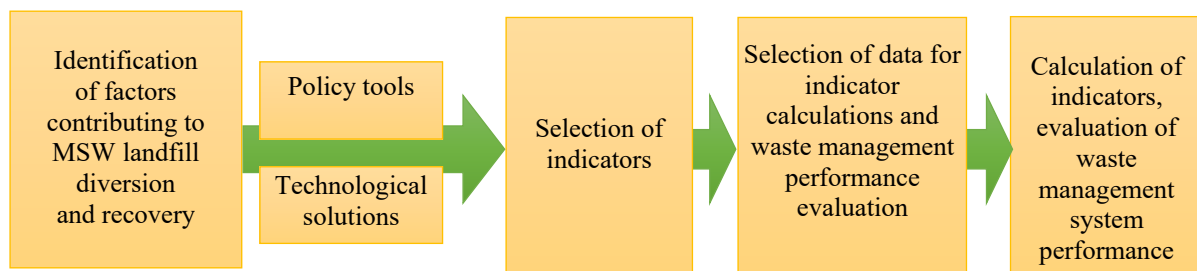 Identification
of factors
contributing to
MSW landfill
diversion
and recovery
Policy tools
Technological
solutions
Selection of
indicators
Selection of data for
indicator
calculations and
waste management
performance
evaluation
Calculation of
indicators,
evaluation of
waste
management
system
performance